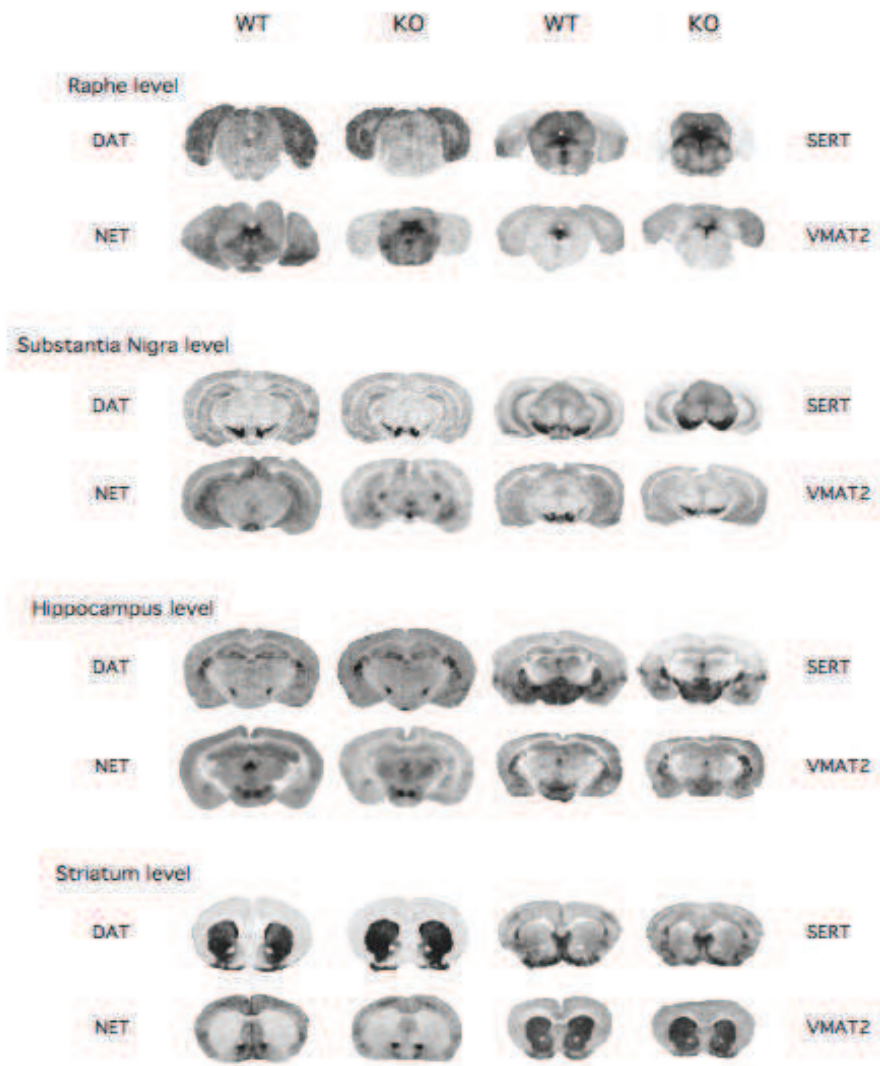 WT KO WT KO
Raphe level
DAT SERT
NET VMAT2
Substantia Nigra level
DAT SERT
NET VMAT2
Hippocampus level
DAT SERT
NET VMAT2
Striatum level
DAT SERT
NET VMAT2